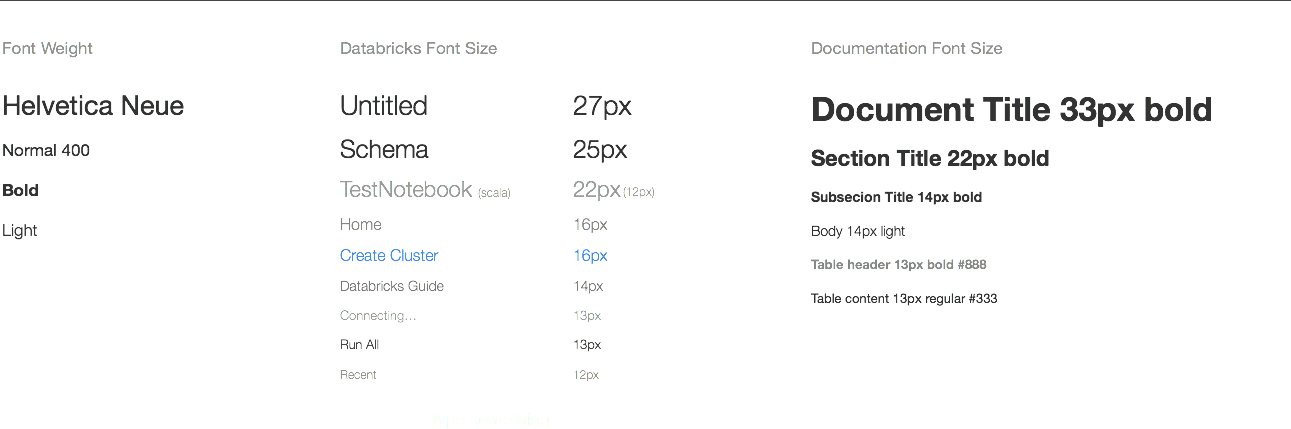 Font Weight
Helvetica Neue
Normal 400
Bold
Light
Databricks Font Size
Untitled 27px
Schema 25px
TestNotebook (scala) 22px (12px)
Home 16px
Create Cluster 16px
Databricks Guide 14px
Connecting... 13px
Run All 13px
Recent 12px
Documentation Font Size
Document Title 33px bold
Section Title 22px bold
Subsecion Title 14px bold
Body 14px light
Table header 13px bold #888
Table content 13px regular #333